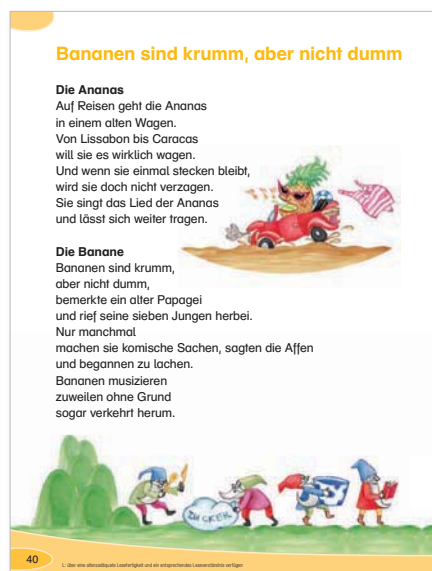 Bananen sind krumm, aber nicht dumm
Die Ananas
Auf Reisen geht die Ananas
in einem alten Wagen.
Von Lissabon bis Caracas
will sie es wirklich wagen.
Und wenn sie einmal stecken bleibt,
wird sie doch nicht verzagen.
Sie singt das Lied der Ananas
und lässt sich weiter tragen.
Die Banane
Bananen sind krumm,
aber nicht dumm,
bemerkte ein alter Papagei
und rief seine sieben Jungen herbei.
Nur manchmal
machen sie komische Sachen, sagten die Affen
und begannen zu lachen.
Bananen musizieren
zuweilen ohne Grund
sogar verkehrt herum.
ZUCKER
40
L: über eine altersadäquate Lesefertigkeit und ein entsprechendes Leseverständnis verfügen